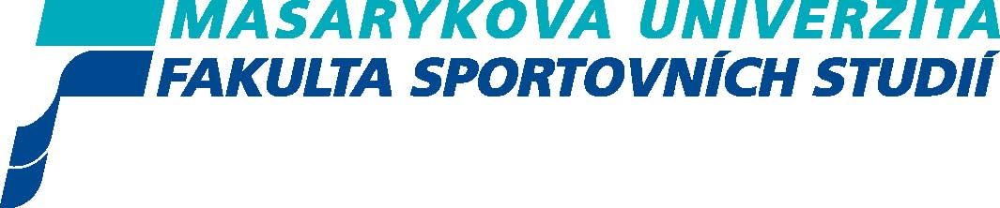 MASARYKOVA UNIVERZITA
FAKULTA SPORTOVNÍCH STUDIÍ